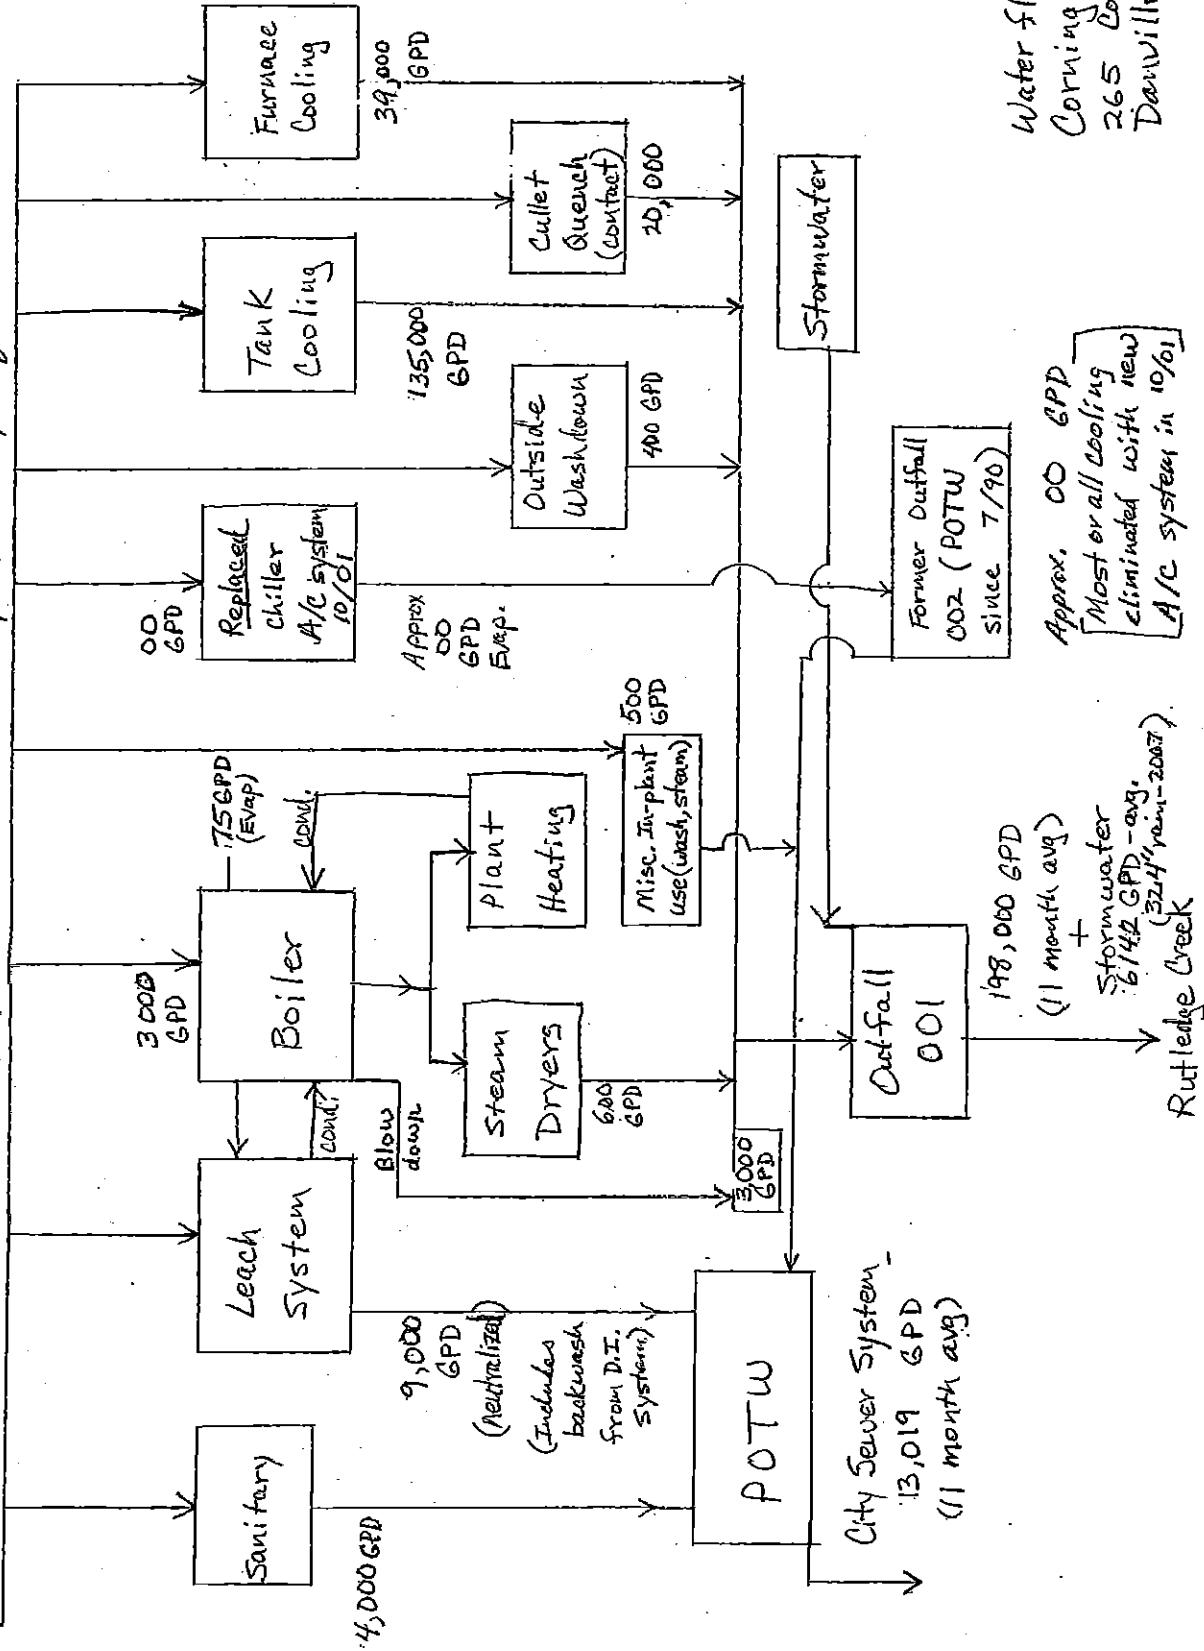 Sanitary
4,000 GPD
Leach
System
9,000
GPD
(Neutralized)
(Includes
backwash
from D.I.
system)
cond.
3000
GPD
Boiler
75 GPD
(Evap)
cond.
Blow
down
Steam
Dryers
600
GPD
Plant
Heating
3,000
GPD
Misc. In-plant
use (wash, steam)
500
GPD
00
GPD
Replaced
Chiller
A/C system
10/01
Approx
00
GPD
Evap.
Outside
Washdown
400 GPD
Tank
Cooling
135,000
GPD
Cullet
Quench
(contact)
20,000
Furnace
Cooling
39,000
GPD
POTW
City Sewer System
13,019 GPD
(11 month avg)
Outfall
001
198,000 GPD
(11 month avg)
+
Stormwater
6142 GPD-avg.
(32.4" rain-2007)
Rutledge Creek
Former Outfall
002 (POTW
since 7/90)
Approx. 00 GPD
[Most or all cooling
eliminated with new
A/C system in 10/01]
Stormwater
Water
Corning
265
Danville